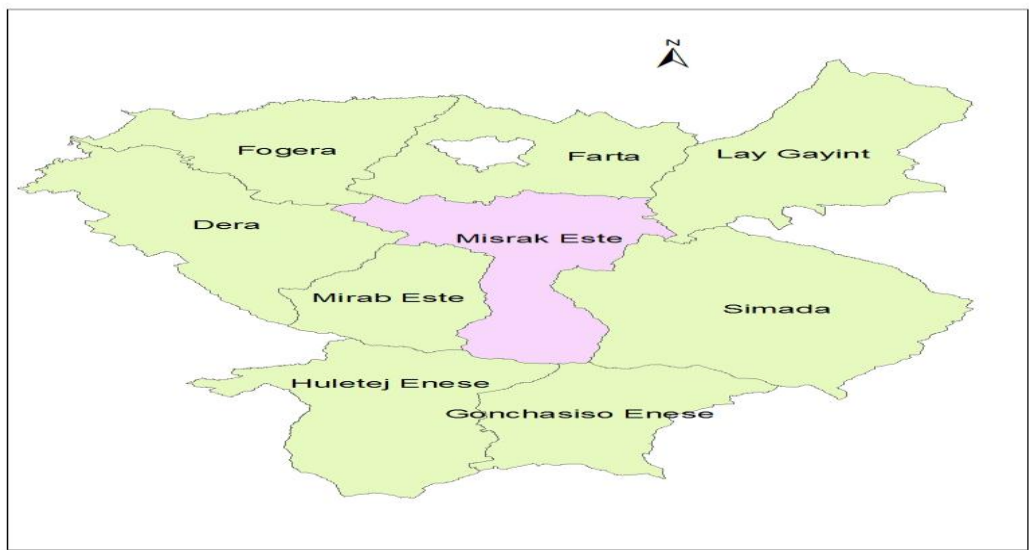 N
Fogera
Farta
Lay Gayint
Dera
Misrak Este
Mirab Este
Simada
Huletej Enese
Gonchasiso Enese